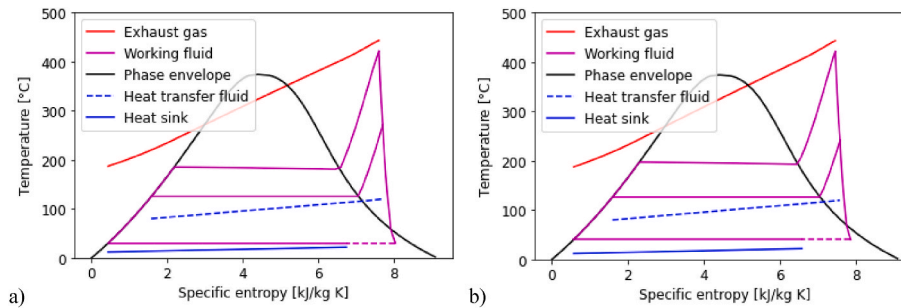 500
400
300
200
100
0
Temperature [°C]
Exhaust gas
Working fluid
Phase envelope
Heat transfer fluid
Heat sink
0 2 4 6 8
Specific entropy [kJ/kg K]
a)
500
400
300
200
100
0
Temperature [°C]
Exhaust gas
Working fluid
Phase envelope
Heat transfer fluid
Heat sink
0 2 4 6 8
Specific entropy [kJ/kg K]
b)